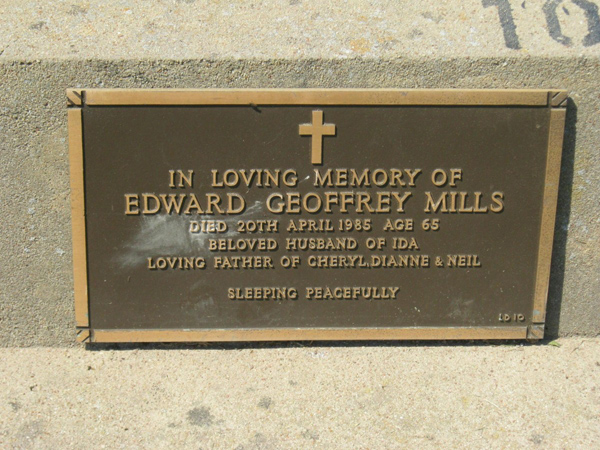 IN LOVING MEMORY OF
EDWARD GEOFFREY MILLS
DIED 20TH APRIL 1985 AGE 65
BELOVED HUSBAND OF IDA
LOVING FATHER OF CHERYL, DIANNE & NEIL
SLEEPING PEACEFULLY